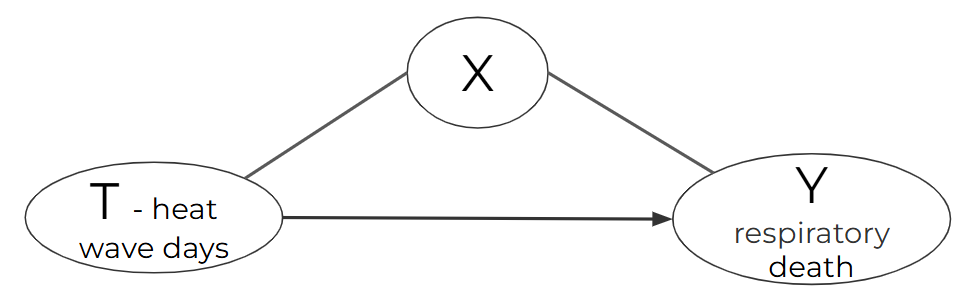 X
T - heat
wave days
Y
respiratory
death